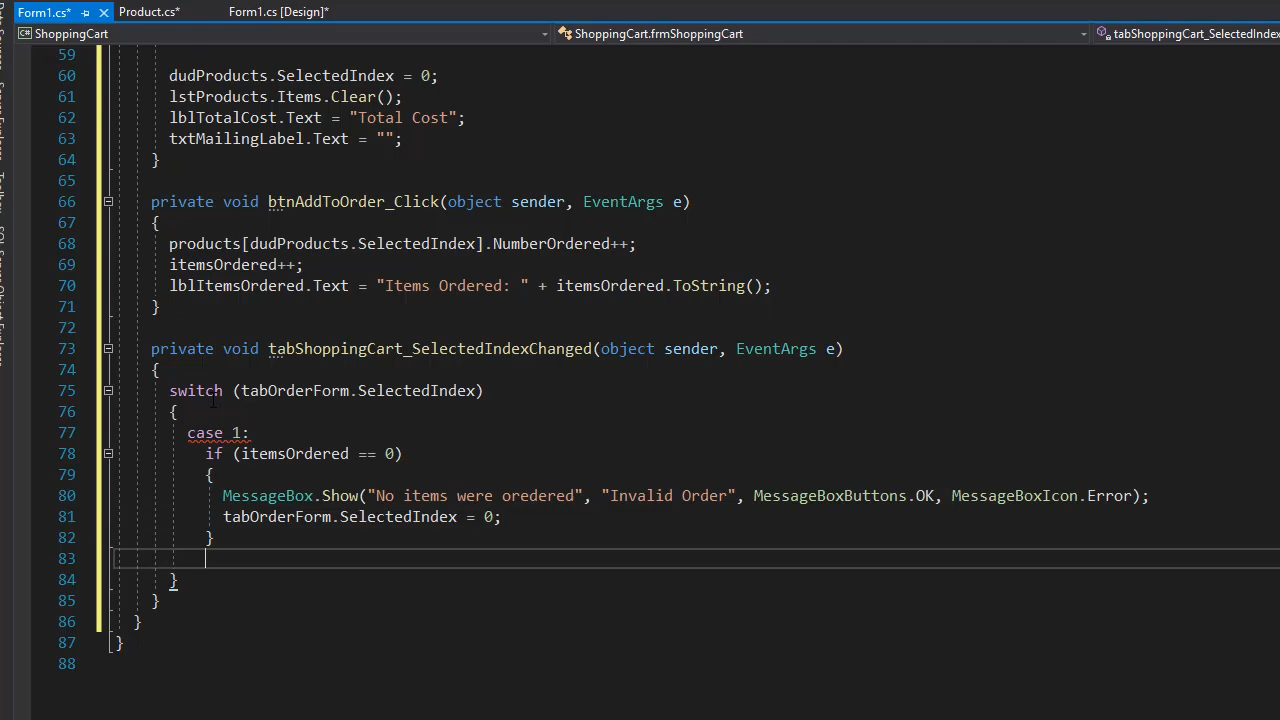 Form1.cs*
Product.cs*
Form1.cs [Design]*
ShoppingCart
ShoppingCart.frmShoppingCart
tabShoppingCart_SelectedIndex
59
60 dudProducts.SelectedIndex = 0;
61 lstProducts.Items.Clear();
62 lblTotalCost.Text = "Total Cost";
63 txtMailingLabel.Text = "";
64 }
65
66 private void btnAddToOrder_Click(object sender, EventArgs e)
67 {
68 products[dudProducts.SelectedIndex].NumberOrdered++;
69 itemsOrdered++;
70 lblItemsOrdered.Text = "Items Ordered: " + itemsOrdered.ToString();
71 }
72
73 private void tabShoppingCart_SelectedIndexChanged(object sender, EventArgs e)
74 {
75 switch (tabOrderForm.SelectedIndex)
76 {
77 case 1:
78 if (itemsOrdered == 0)
79 {
80 MessageBox.Show("No items were oredered", "Invalid Order", MessageBoxButtons.OK, MessageBoxIcon.Error);
81 tabOrderForm.SelectedIndex = 0;
82 }
83
84 }
85 }
86 }
87 }
88